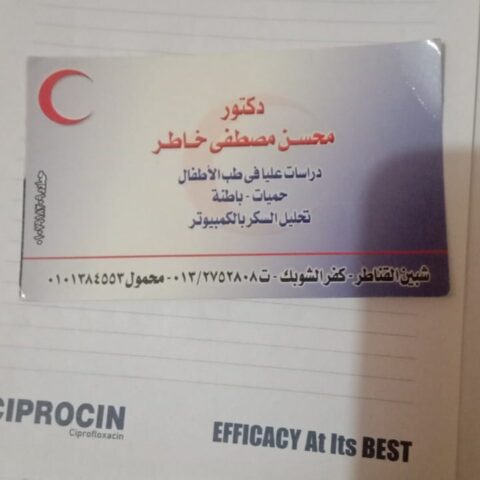 دكتور
محسن مصطفى خاطر
دراسات عليا فى طب الأطفال
حميات - باطنة
تحليل السكر بالكمبيوتر
شبين القناطر - كفر الشوبك - ت ٠١٣/٢٧٥٢٨٠٨ - محمول ٠١٠١٣٨٤٥٥٣
CIPROCIN
Ciprofloxacin
EFFICACY At Its BEST